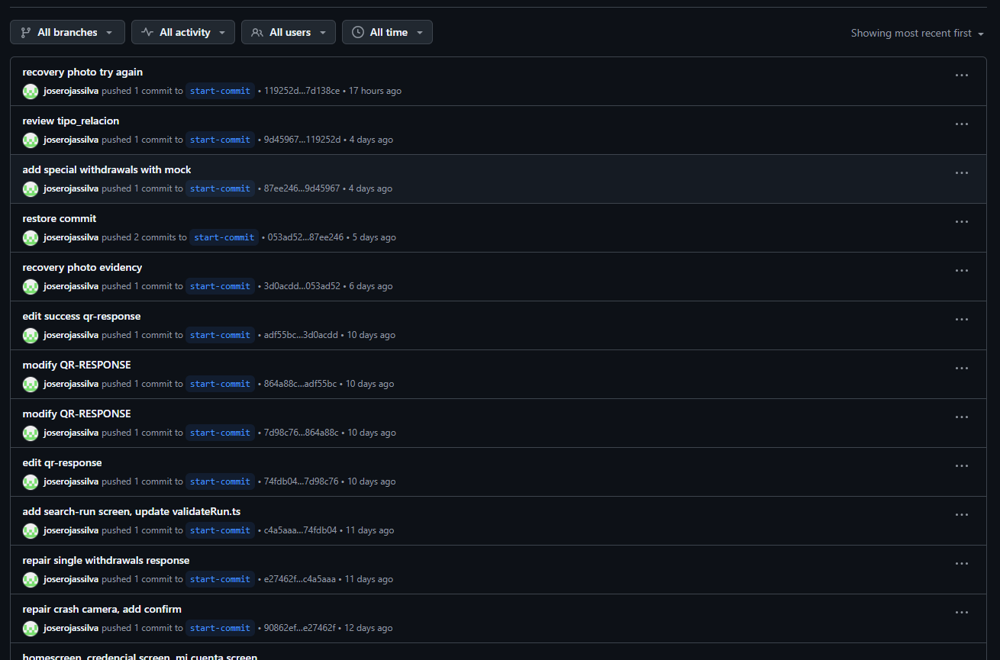 All branches All activity All users All time Showing most recent first
recovery photo try again
joserojassilva pushed 1 commit to start-commit • 119252d...7d138ce • 17 hours ago
review tipo_relacion
joserojassilva pushed 1 commit to start-commit • 9d45967...119252d • 4 days ago
add special withdrawals with mock
joserojassilva pushed 1 commit to start-commit • 87ee246...9d45967 • 4 days ago
restore commit
joserojassilva pushed 2 commits to start-commit • 053ad52...87ee246 • 5 days ago
recovery photo evidency
joserojassilva pushed 1 commit to start-commit • 3d0acdd...053ad52 • 6 days ago
edit success qr-response
joserojassilva pushed 1 commit to start-commit • adf55bc...3d0acdd • 10 days ago
modify QR-RESPONSE
joserojassilva pushed 1 commit to start-commit • 864a88c...adf55bc • 10 days ago
modify QR-RESPONSE
joserojassilva pushed 1 commit to start-commit • 7d98c76...864a88c • 10 days ago
edit qr-response
joserojassilva pushed 1 commit to start-commit • 74fdb04...7d98c76 • 10 days ago
add search-run screen, update validateRun.ts
joserojassilva pushed 1 commit to start-commit • c4a5aaa...74fdb04 • 11 days ago
repair single withdrawals response
joserojassilva pushed 1 commit to start-commit • e27462f...c4a5aaa • 11 days ago
repair crash camera, add confirm
joserojassilva pushed 1 commit to start-commit • 90862ef...e27462f • 12 days ago
homescreen, credencial screen, mi cuenta screen